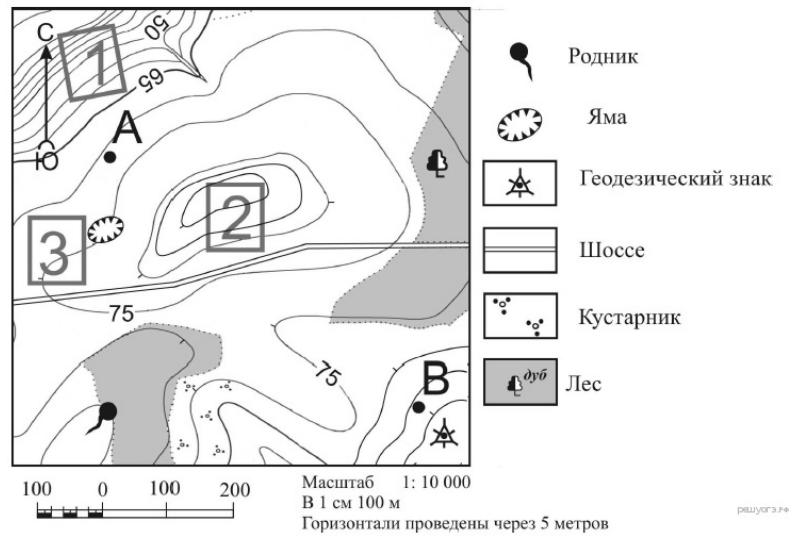 С
50
1
65
А
Ю
2
3
75
75
В
Родник
Яма
Геодезический знак
Шоссе
Кустарник
дуб Лес
100 0 100 200
Масштаб 1: 10 000
В 1 см 100 м
Горизонтали проведены через 5 метров
решуогэ.рф